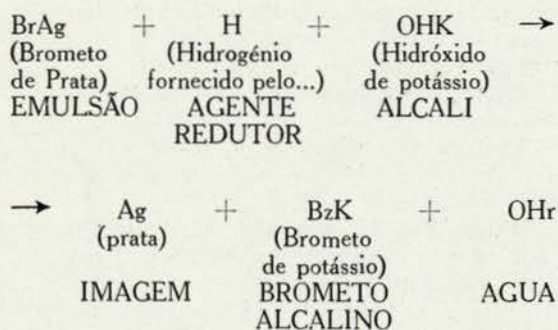 BrAg + H + OHK →
(Brometo (Hidrogénio (Hidróxido
de Prata) fornecido pelo...) de potássio)
EMULSÃO AGENTE ALCALI
REDUTOR
→ Ag + BzK + OHr
(prata) (Brometo
de potássio)
IMAGEM BROMETO AGUA
ALCALINO